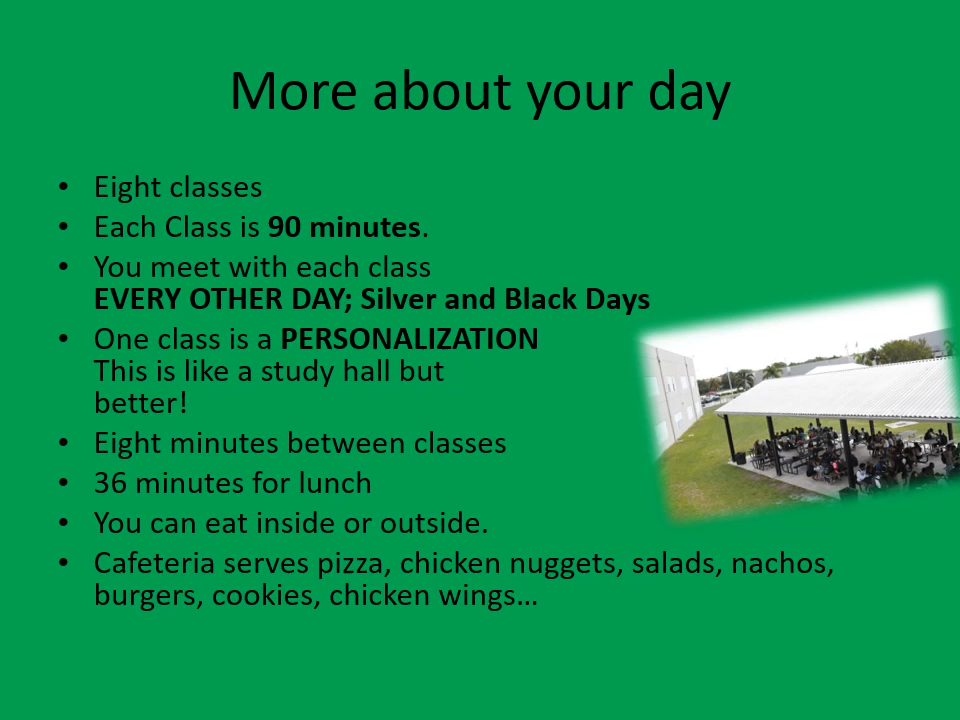 More about your day
• Eight classes
• Each Class is 90 minutes.
• You meet with each class
EVERY OTHER DAY; Silver and Black Days
• One class is a PERSONALIZATION
This is like a study hall but
better!
• Eight minutes between classes
• 36 minutes for lunch
• You can eat inside or outside.
• Cafeteria serves pizza, chicken nuggets, salads, nachos,
burgers, cookies, chicken wings…